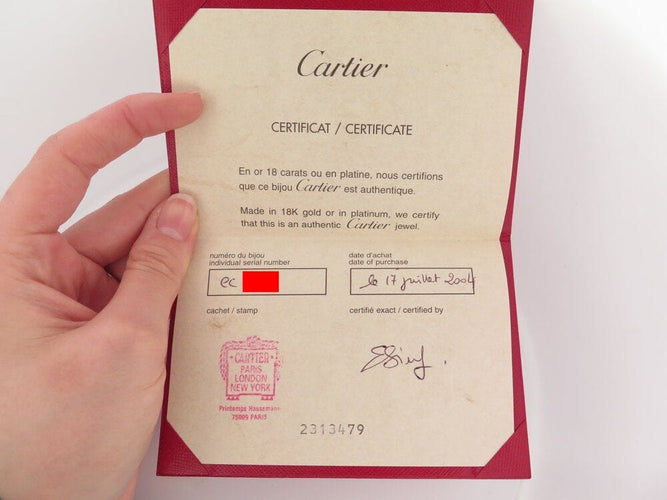 Cartier
CERTIFICAT / CERTIFICATE
En or 18 carats ou en platine, nous certifions
que ce bijou Cartier est authentique.
Made in 18K gold or in platinum, we certify
that this is an authentic Cartier jewel.
numéro du bijou
individual serial number
ec
date d'achat
date of purchase
le 17 juillet 2004
cachet / stamp
certifié exact / certified by
CARTIER
PARIS
LONDON
NEW YORK
Printemps Haussmann
75009 PARIS
2313479